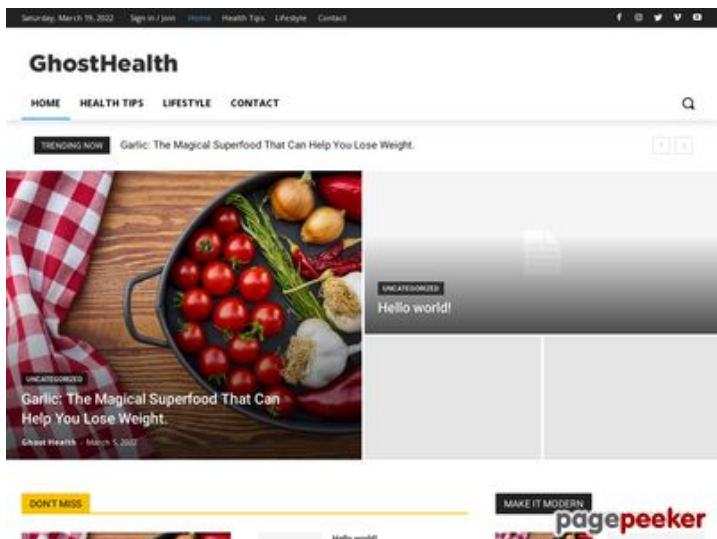 Saturday, March 19, 2022 Sign in / Join Home Health Tips Lifestyle Contact
GhostHealth
HOME HEALTH TIPS LIFESTYLE CONTACT
TRENDING NOW Garlic: The Magical Superfood That Can Help You Lose Weight.
UNCATEGORIZED
Hello world!
UNCATEGORIZED
Garlic: The Magical Superfood That Can
Help You Lose Weight.
Ghost Health - March 5, 2022
DON'T MISS MAKE IT MODERN
pagepeeker
Hello world!